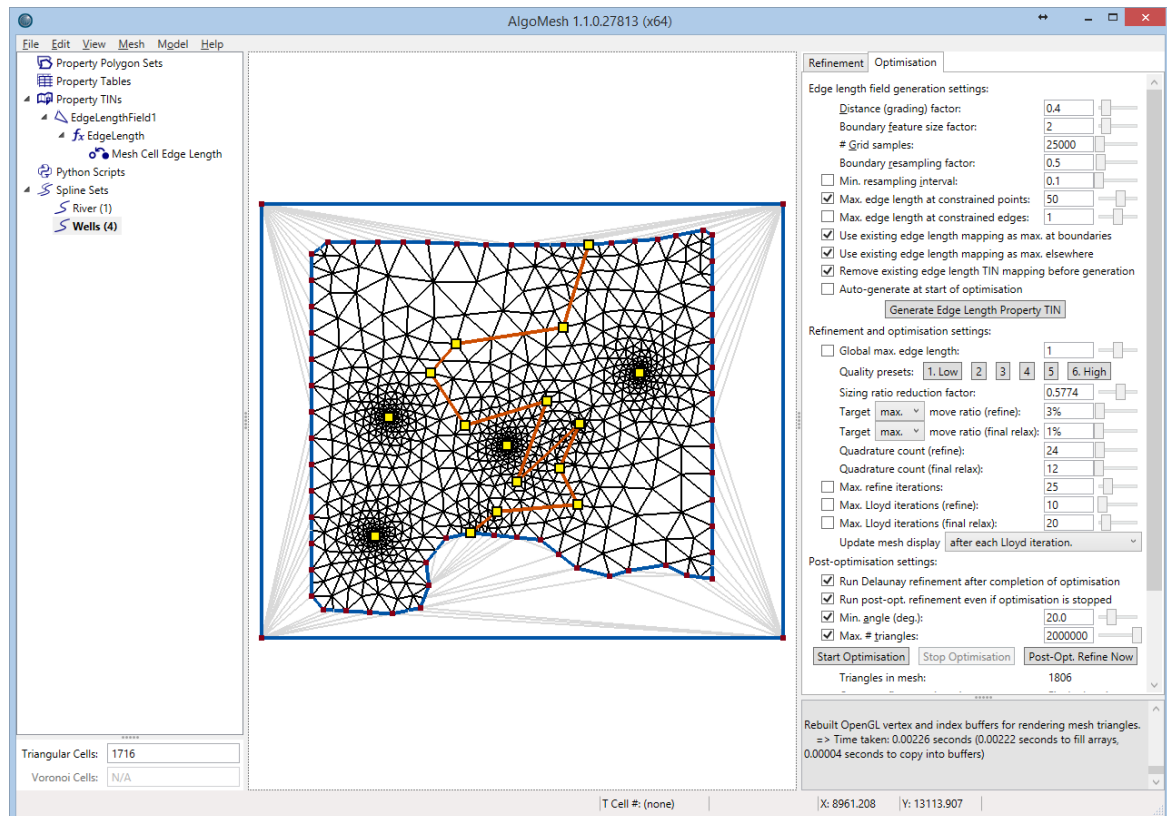 AlgoMesh 1.1.0.27813 (x64)
File Edit View Mesh Model Help
Property Polygon Sets
Property Tables
Property TINs
EdgeLengthField1
fx EdgeLength
Mesh Cell Edge Length
Python Scripts
Spline Sets
River (1)
Wells (4)
Triangular Cells: 1716
Voronoi Cells: N/A
Refinement Optimisation
Edge length field generation settings:
Distance (grading) factor: 0.4
Boundary feature size factor: 2
# Grid samples: 25000
Boundary resampling factor: 0.5
Min. resampling interval: 0.1
Max. edge length at constrained points: 50
Max. edge length at constrained edges: 1
Use existing edge length mapping as max. at boundaries
Use existing edge length mapping as max. elsewhere
Remove existing edge length TIN mapping before generation
Auto-generate at start of optimisation
Generate Edge Length Property TIN
Refinement and optimisation settings:
Global max. edge length: 1
Quality presets: 1. Low 2 3 4 5 6. High
Sizing ratio reduction factor: 0.5774
Target max. move ratio (refine): 3%
Target max. move ratio (final relax): 1%
Quadrature count (refine): 24
Quadrature count (final relax): 12
Max. refine iterations: 25
Max. Lloyd iterations (refine): 10
Max. Lloyd iterations (final relax): 20
Update mesh display after each Lloyd iteration.
Post-optimisation settings:
Run Delaunay refinement after completion of optimisation
Run post-opt. refinement even if optimisation is stopped
Min. angle (deg.): 20.0
Max. # triangles: 2000000
Start Optimisation Stop Optimisation Post-Opt. Refine Now
Triangles in mesh: 1806
Rebuilt OpenGL vertex and index buffers for rendering mesh triangles.
=> Time taken: 0.00226 seconds (0.00222 seconds to fill arrays,
0.00004 seconds to copy into buffers)
T Cell #: (none) X: 8961.208 Y: 13113.907